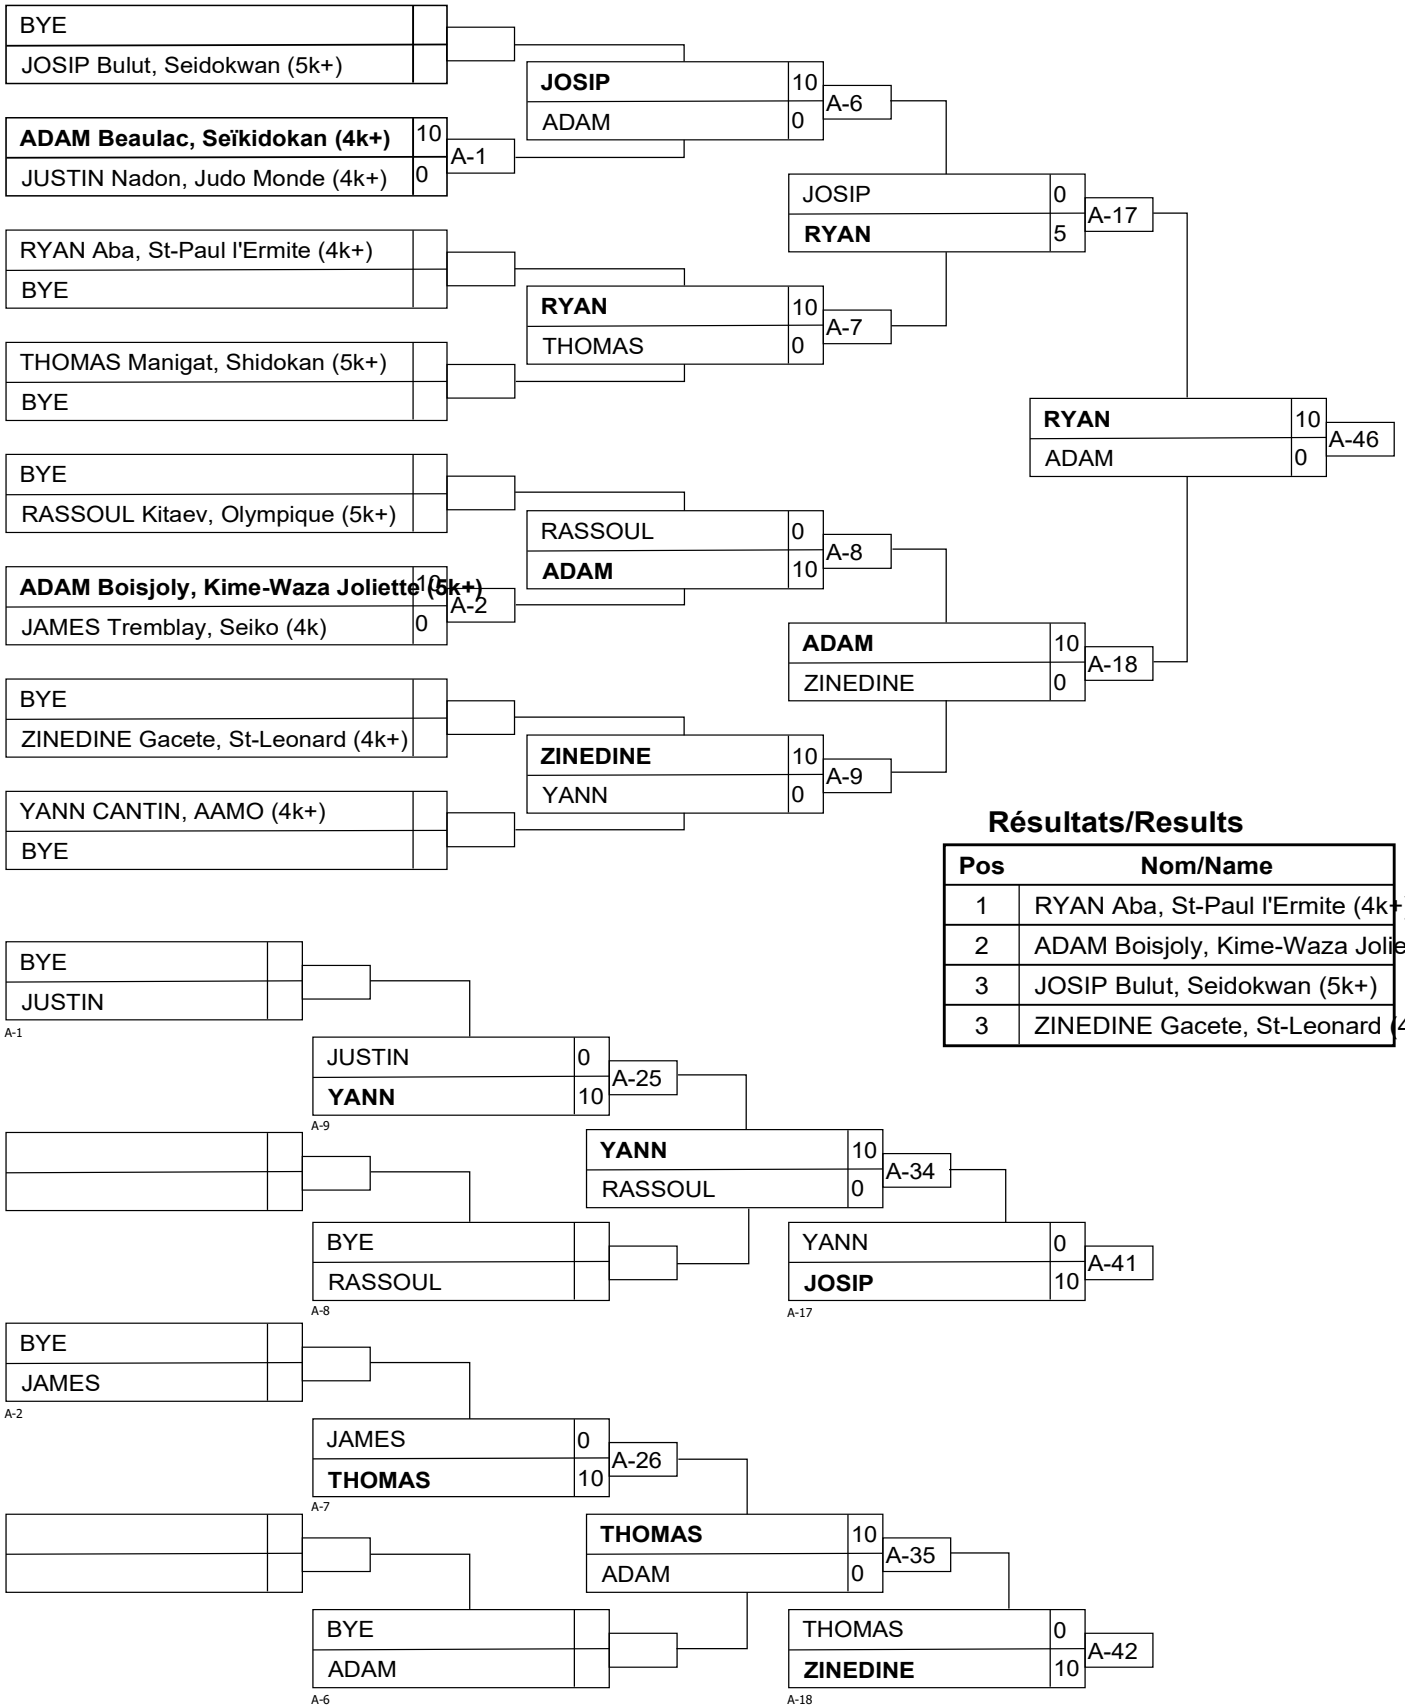 BYE
JOSIP Bulut, Seidokwan (5k+)
ADAM Beaulac, Seïkidokan (4k+) 10
JUSTIN Nadon, Judo Monde (4k+) 0
A-1
RYAN Aba, St-Paul l'Ermite (4k+)
BYE
THOMAS Manigat, Shidokan (5k+)
BYE
BYE
RASSOUL Kitaev, Olympique (5k+)
ADAM Boisjoly, Kime-Waza Joliette (5k+) 10
JAMES Tremblay, Seiko (4k) 0
A-2
BYE
ZINEDINE Gacete, St-Leonard (4k+)
YANN CANTIN, AAMO (4k+)
BYE
JOSIP 10
ADAM 0
A-6
RYAN 10
THOMAS 0
A-7
RASSOUL 0
ADAM 10
A-8
ZINEDINE 10
YANN 0
A-9
JOSIP 0
RYAN 5
A-17
ADAM 10
ZINEDINE 0
A-18
RYAN 10
ADAM 0
A-46
Résultats/Results
Pos Nom/Name
1 RYAN Aba, St-Paul l'Ermite (4k+)
2 ADAM Boisjoly, Kime-Waza Jolie
3 JOSIP Bulut, Seidokwan (5k+)
3 ZINEDINE Gacete, St-Leonard (4
BYE
JUSTIN
A-1
JUSTIN 0
YANN 10
A-25
A-9
BYE
RASSOUL
A-8
YANN 10
RASSOUL 0
A-34
YANN 0
JOSIP 10
A-41
A-17
BYE
JAMES
A-2
JAMES 0
THOMAS 10
A-26
A-7
BYE
ADAM
A-6
THOMAS 10
ADAM 0
A-35
THOMAS 0
ZINEDINE 10
A-42
A-18